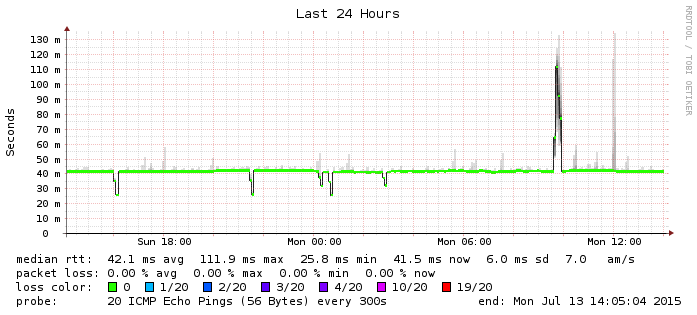 Last 24 Hours
RRDTOOL / TOBI OETIKER
Seconds
130 m
120 m
110 m
100 m
90 m
80 m
70 m
60 m
50 m
40 m
30 m
20 m
10 m
0
Sun 18:00 Mon 00:00 Mon 06:00 Mon 12:00
median rtt: 42.1 ms avg 111.9 ms max 25.8 ms min 41.5 ms now 6.0 ms sd 7.0 am/s
packet loss: 0.00 % avg 0.00 % max 0.00 % min 0.00 % now
loss color: 0 1/20 2/20 3/20 4/20 10/20 19/20
probe: 20 ICMP Echo Pings (56 Bytes) every 300s end: Mon Jul 13 14:05:04 2015